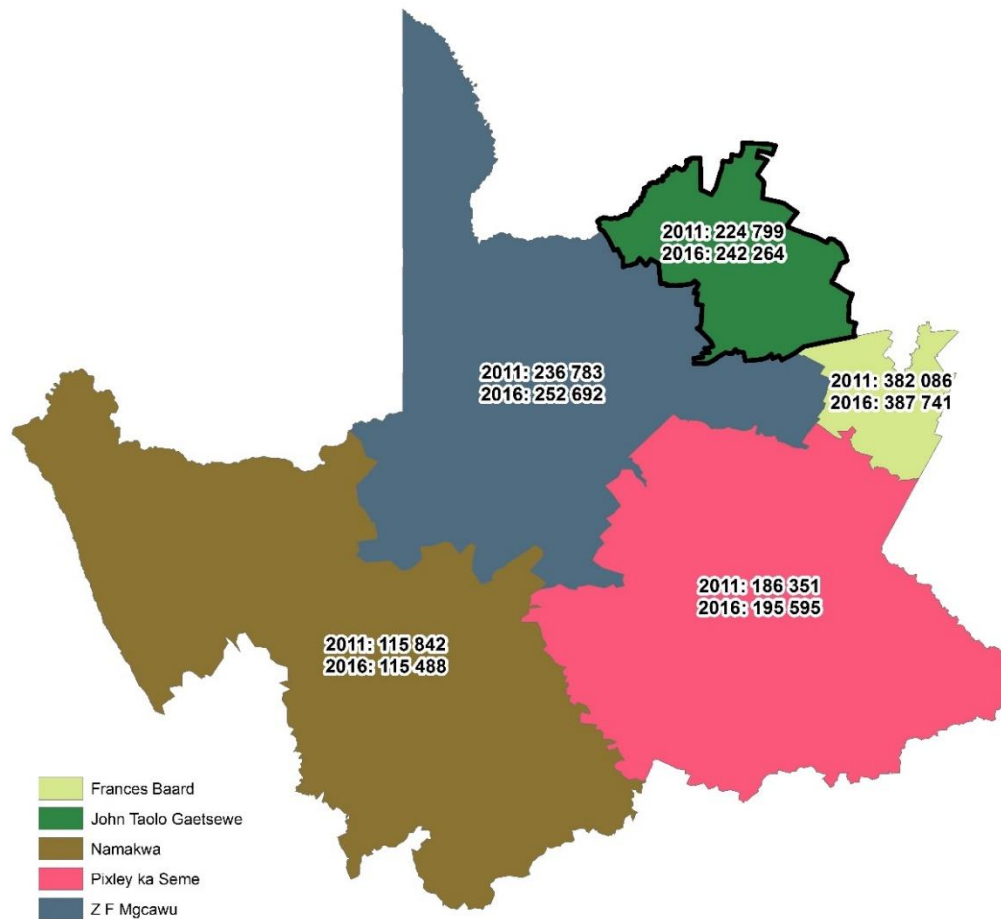 2011: 224 799
2016: 242 264
2011: 236 783
2016: 252 692
2011: 382 086
2016: 387 741
2011: 186 351
2016: 195 595
2011: 115 842
2016: 115 488
Frances Baard
John Taolo Gaetsewe
Namakwa
Pixley ka Seme
Z F Mgcawu